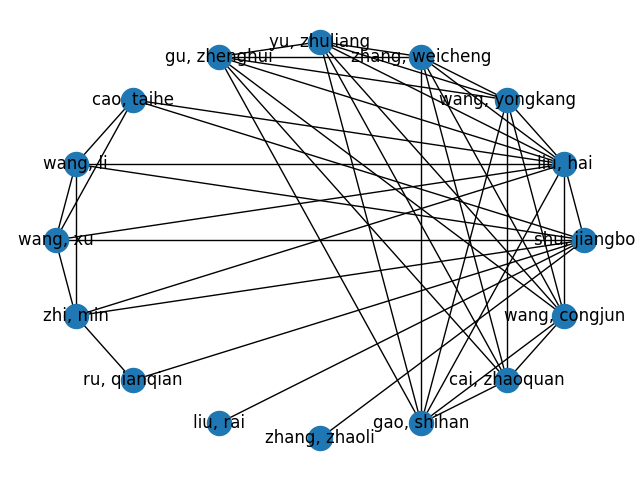 yu, zhuliang
gu, zhenghui
zhang, weicheng
cao, taihe
wang, yongkang
wang, li
liu, hai
wang, xu
shu, jiangbo
zhi, min
wang, congjun
ru, qianqian
cai, zhaoquan
liu, rai
gao, shihan
zhang, zhaoli